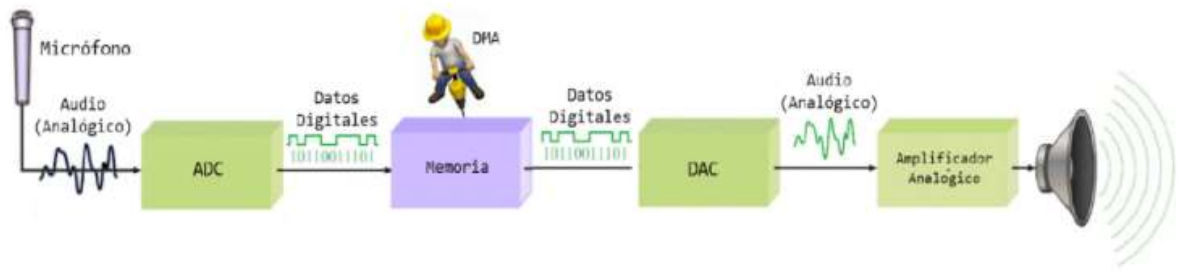 Micrófono
Audio
(Analógico)
ADC
Datos
Digitales
10110011101
DMA
Memoria
Datos
Digitales
10110011101
DAC
Audio
(Analógico)
Amplificador
Analógico